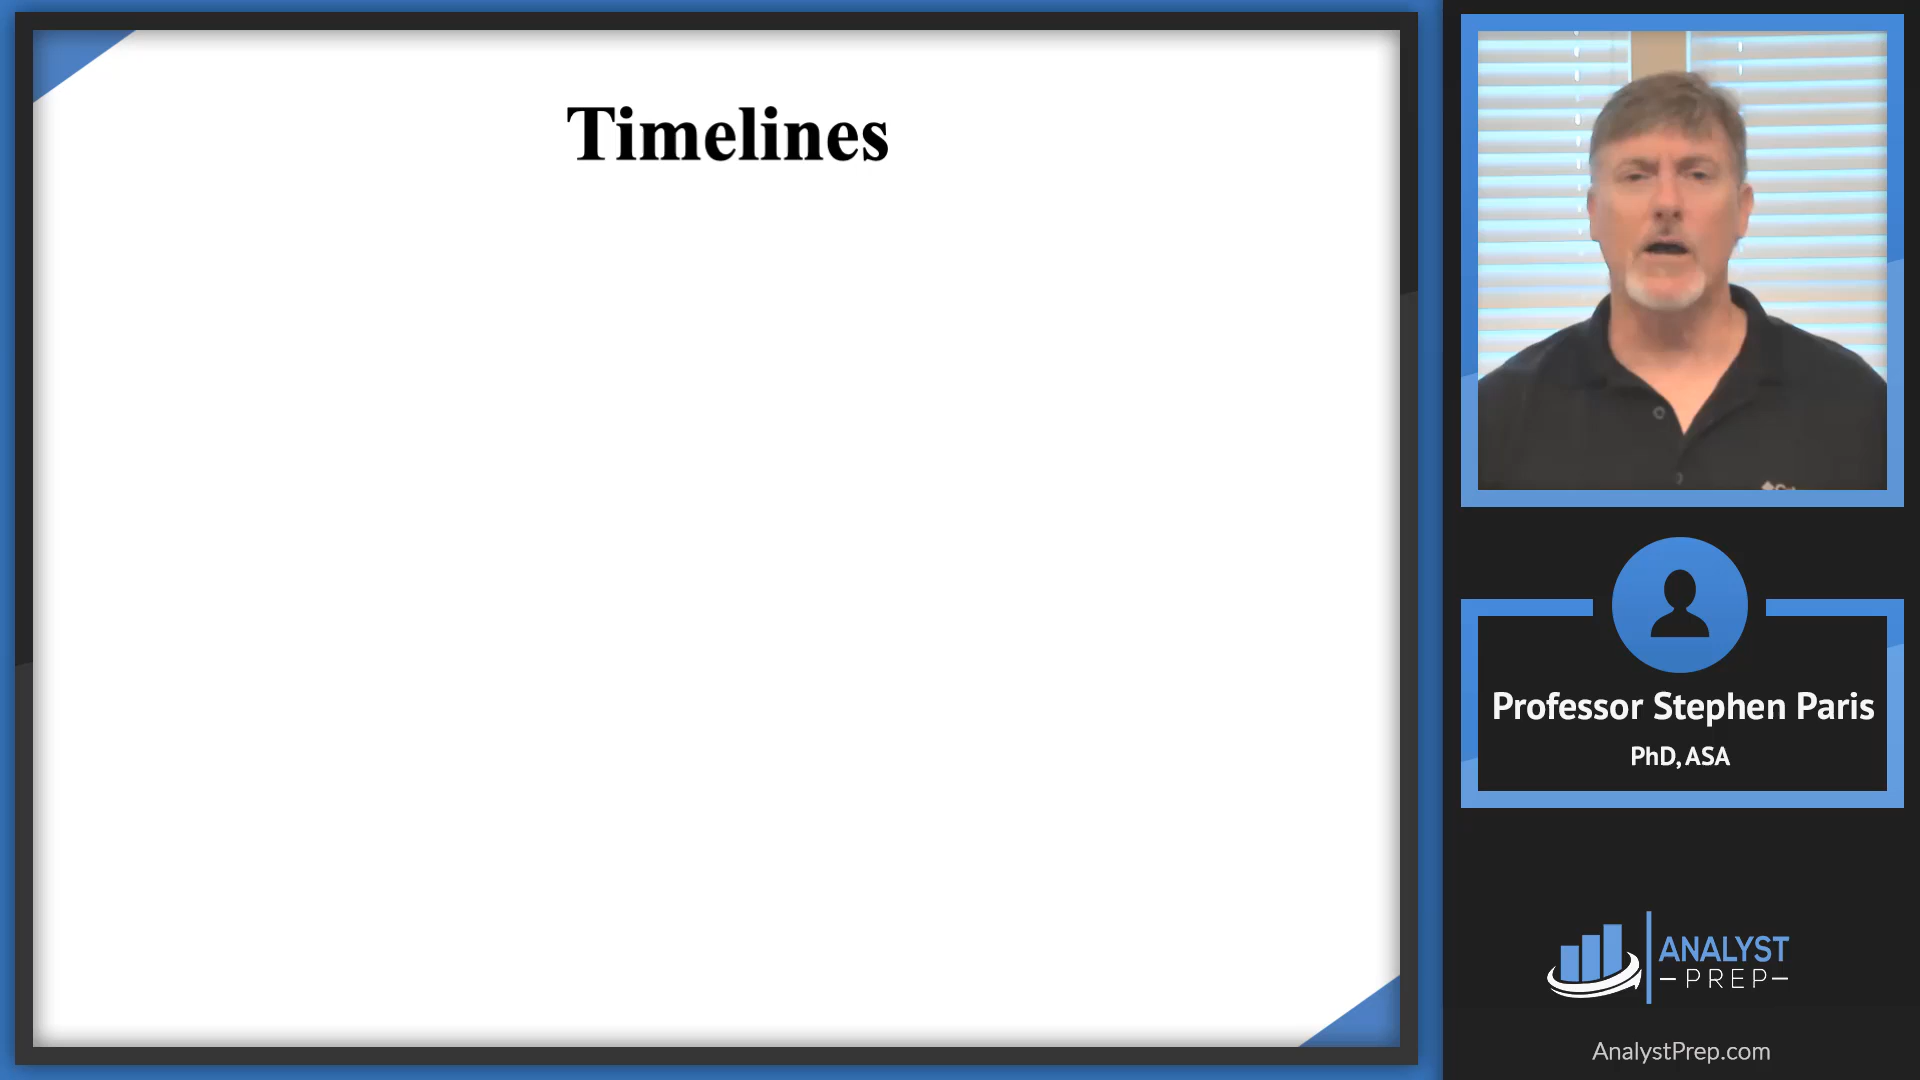 Timelines
Professor Stephen Paris
PhD, ASA
ANALYST
PREP
AnalystPrep.com